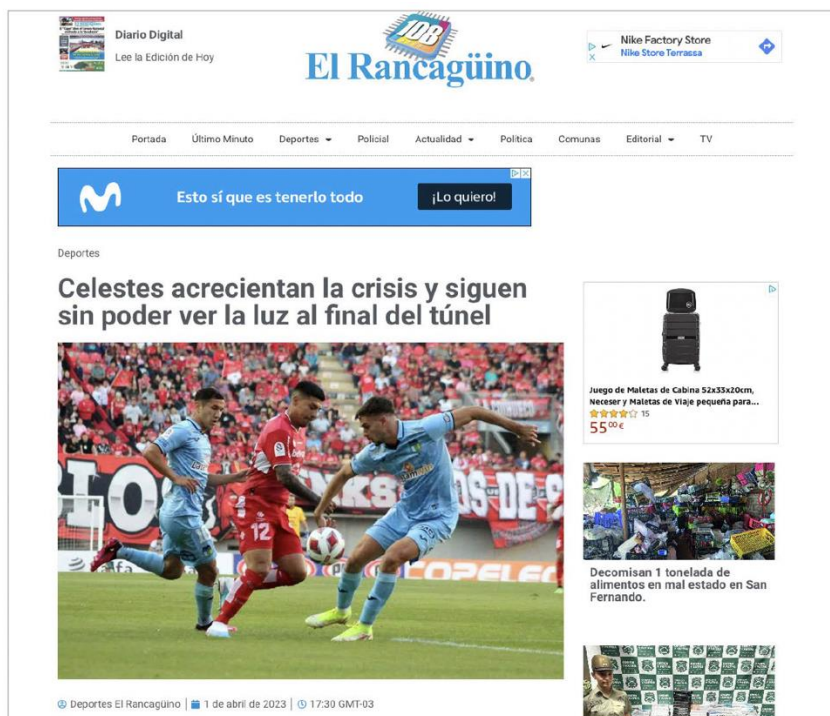 Diario Digital
Lee la Edición de Hoy
108
El Rancagüino
Nike Factory Store
Nike Store Terrassa
Portada Último Minuto Deportes Policial Actualidad Política Comunas Editorial TV
Esto sí que es tenerlo todo
¡Lo quiero!
Deportes
Celestes acrecientan la crisis y siguen
sin poder ver la luz al final del túnel
12
COPELEC
Deportes El Rancagüino | 1 de abril de 2023 | 17:30 GMT-03
Juego de Maletas de Cabina 52x33x20cm,
Neceser y Maletas de Viaje pequeña para...
15
55,00 €
Decomisan 1 tonelada de
alimentos en mal estado en San
Fernando.